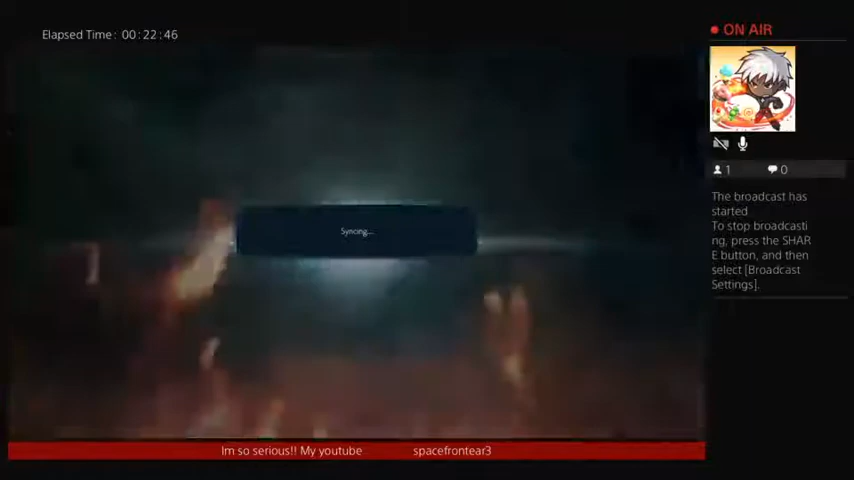 Elapsed Time: 00:22:46
ON AIR
1 0
Syncing...
The broadcast has
started
To stop broadcasti
ng, press the SHAR
E button, and then
select [Broadcast
Settings].
Im so serious!! My youtube spacefrontear3